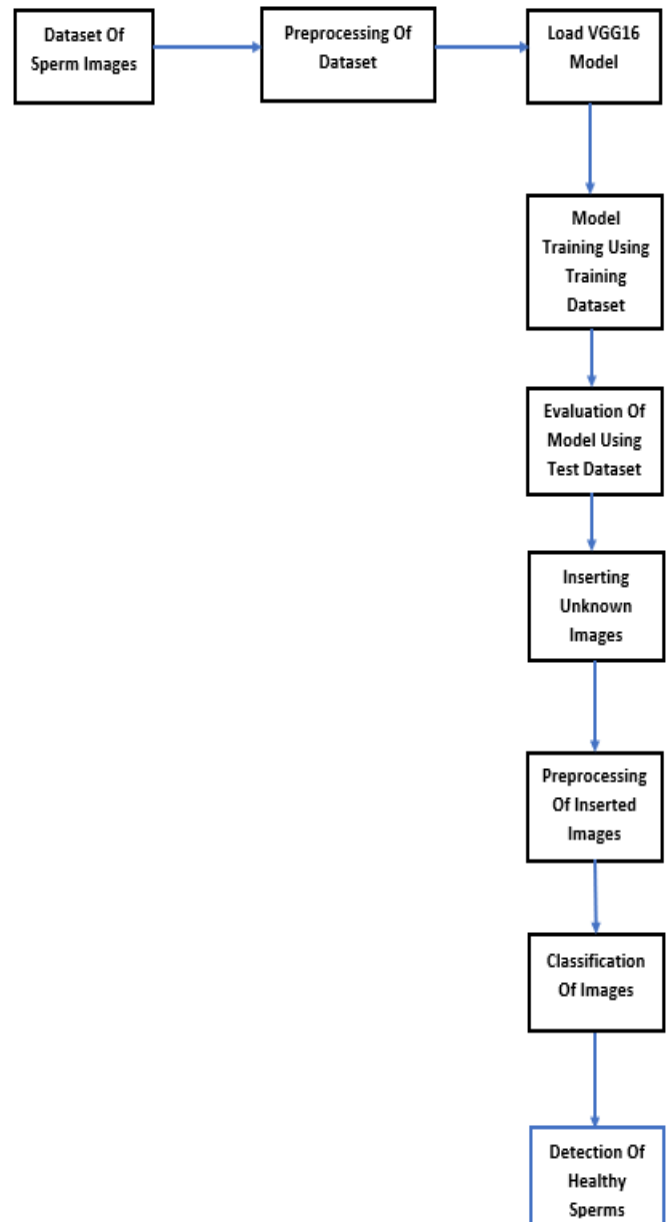 Dataset Of
Sperm Images
Preprocessing Of
Dataset
Load VGG16
Model
Model
Training Using
Training
Dataset
Evaluation Of
Model Using
Test Dataset
Inserting
Unknown
Images
Preprocessing
Of Inserted
Images
Classification
Of Images
Detection Of
Healthy
Sperms